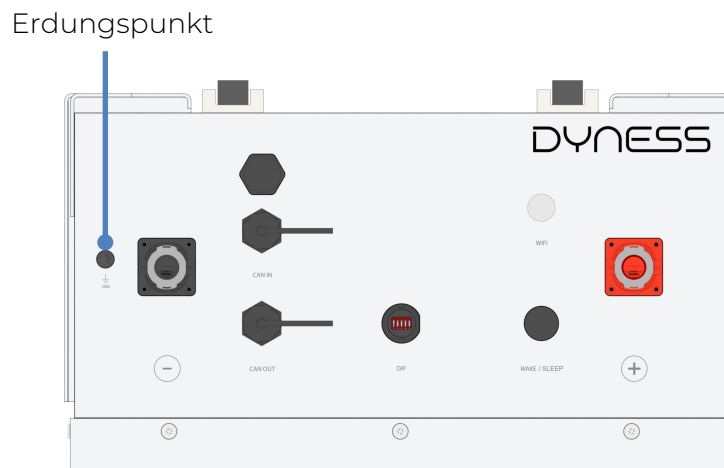 Erdungspunkt
DYNESS
WIFI
CAN IN
CAN OUT
DIP
WAKE / SLEEP
− +